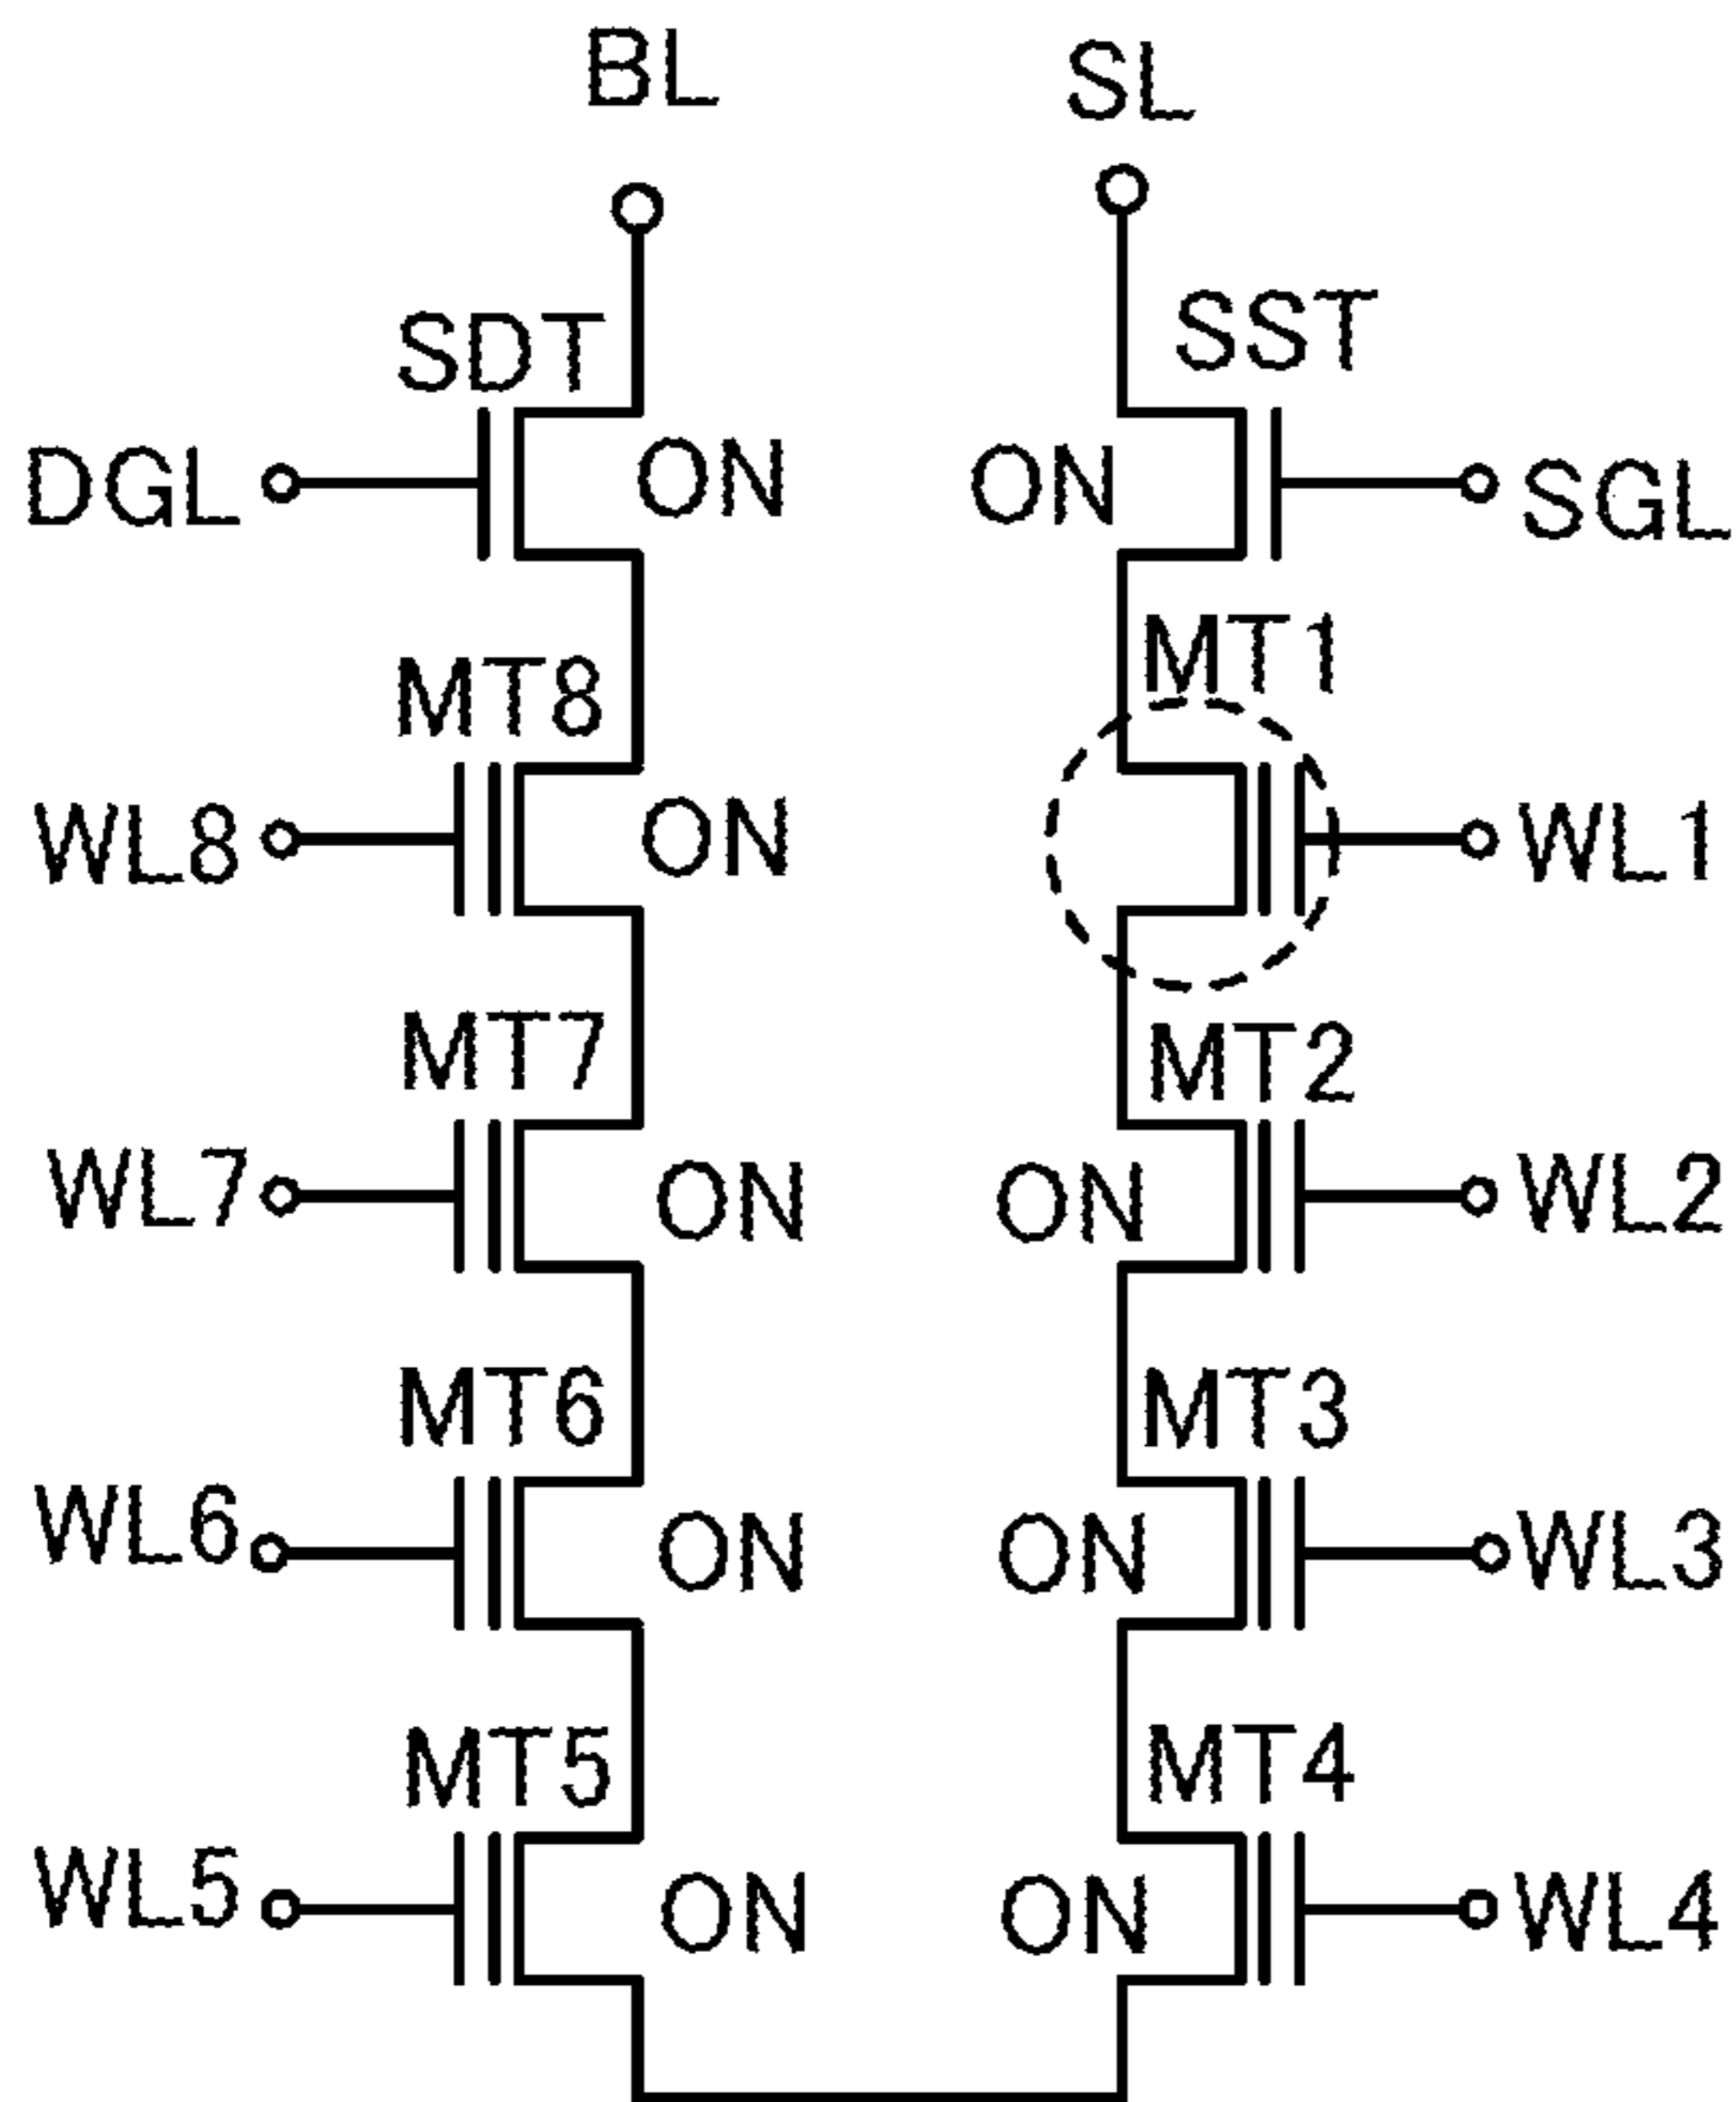 BL SL
SDT SST
DGL ON ON SGL
MT8 MT1
WL8 ON WL1
MT7 MT2
WL7 ON ON WL2
MT6 MT3
WL6 ON ON WL3
MT5 MT4
WL5 ON ON WL4